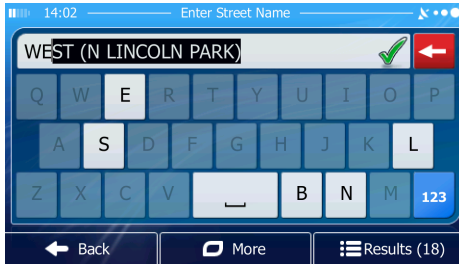 14:02 Enter Street Name
WEST (N LINCOLN PARK)
Q W E R T Y U I O P
A S D F G H J K L
Z X C V B N M 123
Back More Results (18)